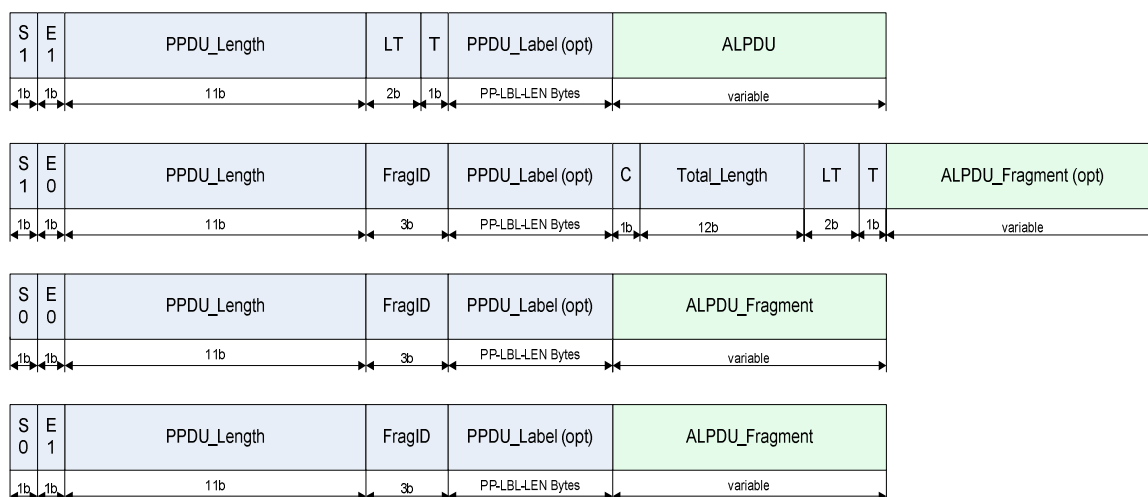 S E PPDU_Length LT T PPDU_Label (opt) ALPDU
1 1
1b 1b 11b 2b 1b PP-LBL-LEN Bytes variable
S E PPDU_Length FragID PPDU_Label (opt) C Total_Length LT T ALPDU_Fragment (opt)
1 0
1b 1b 11b 3b PP-LBL-LEN Bytes 1b 12b 2b 1b variable
S E PPDU_Length FragID PPDU_Label (opt) ALPDU_Fragment
0 0
1b 1b 11b 3b PP-LBL-LEN Bytes variable
S E PPDU_Length FragID PPDU_Label (opt) ALPDU_Fragment
0 1
1b 1b 11b 3b PP-LBL-LEN Bytes variable